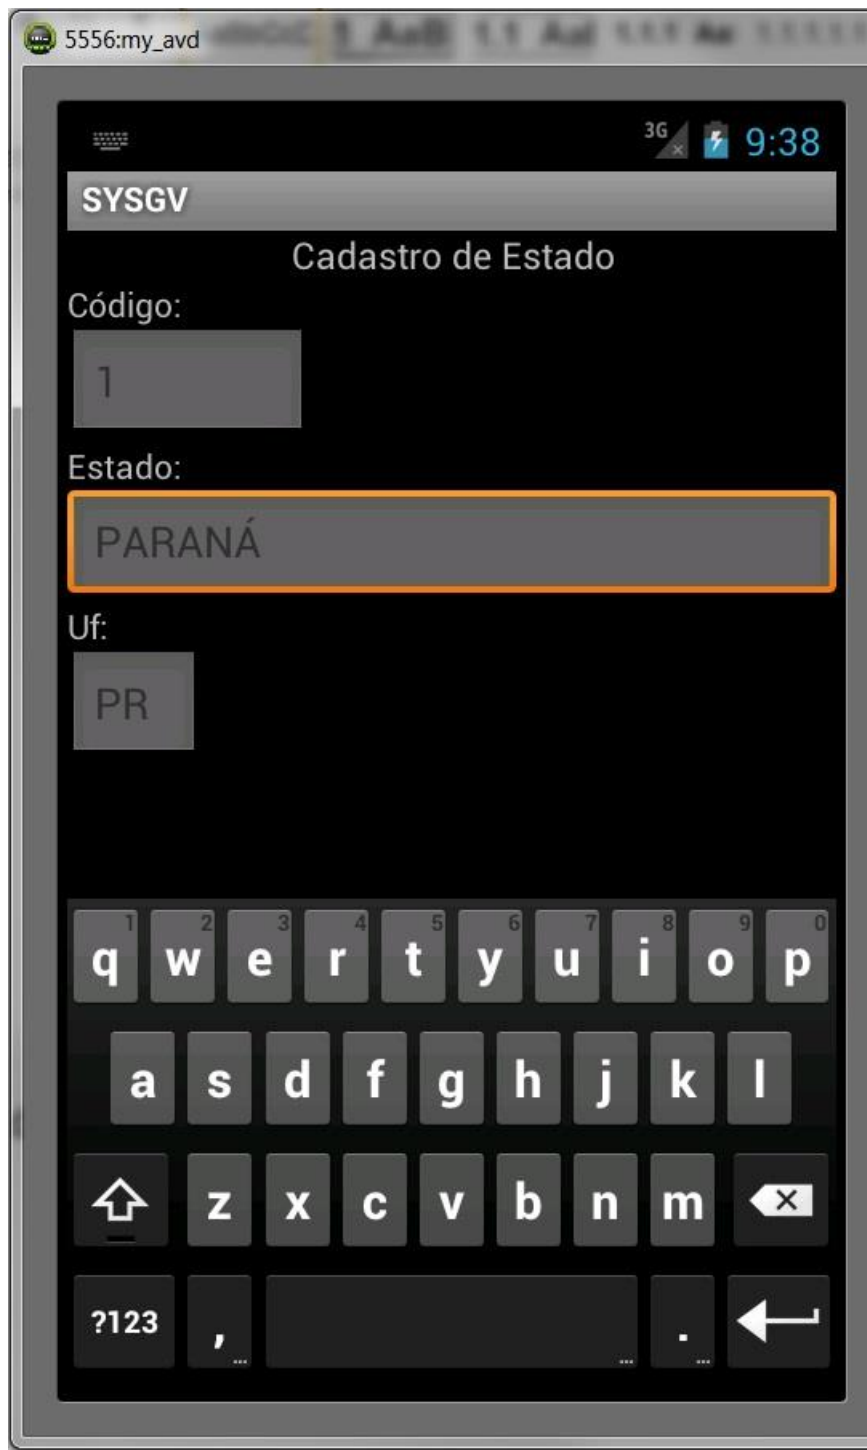 5556:my_avd
3G 9:38
SYSGV
Cadastro de Estado
Código:
1
Estado:
PARANÁ
Uf:
PR
1 2 3 4 5 6 7 8 9 0
q w e r t y u i o p
a s d f g h j k l
z x c v b n m
?123 , ... ... . ...